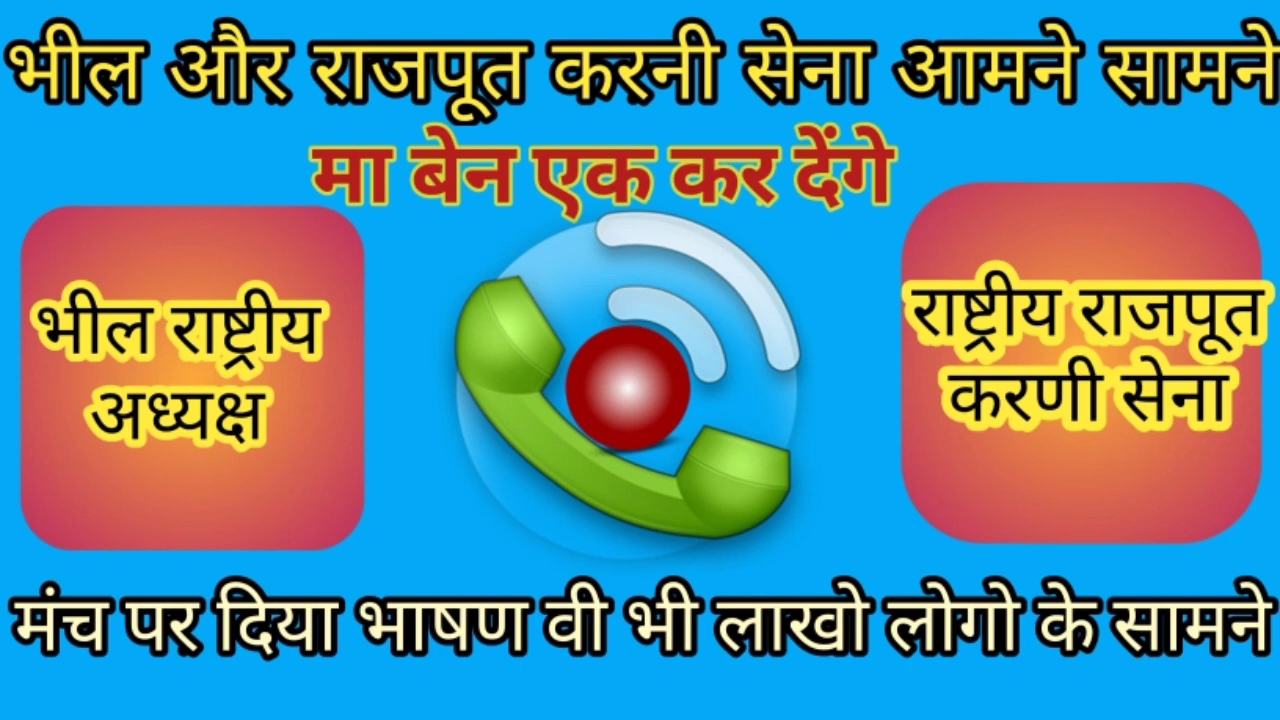 भील और राजपूत करनी सेना आमने सामने
मा बेन एक कर देंगे
भील राष्ट्रीय
अध्यक्ष
राष्ट्रीय राजपूत
करणी सेना
मंच पर दिया भाषण वी भी लाखो लोगो के सामने